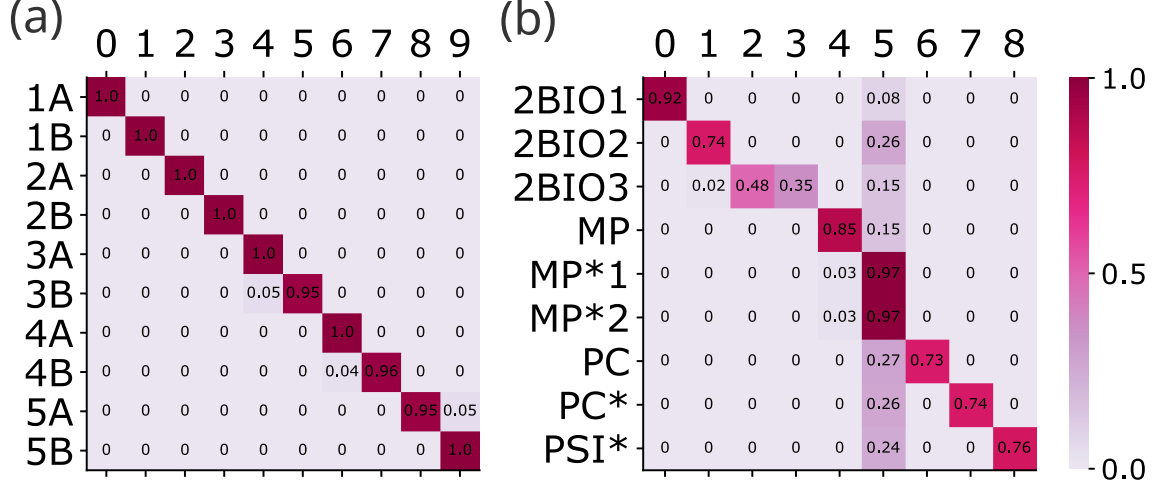 (a)
0 1 2 3 4 5 6 7 8 9
1A 1.0 0 0 0 0 0 0 0 0 0
1B 0 1.0 0 0 0 0 0 0 0 0
2A 0 0 1.0 0 0 0 0 0 0 0
2B 0 0 0 1.0 0 0 0 0 0 0
3A 0 0 0 0 1.0 0 0 0 0 0
3B 0 0 0 0 0.05 0.95 0 0 0 0
4A 0 0 0 0 0 0 1.0 0 0 0
4B 0 0 0 0 0 0 0.04 0.96 0 0
5A 0 0 0 0 0 0 0 0 0.95 0.05
5B 0 0 0 0 0 0 0 0 0 1.0
(b)
0 1 2 3 4 5 6 7 8
2BIO1 0.92 0 0 0 0 0.08 0 0 0
2BIO2 0 0.74 0 0 0 0.26 0 0 0
2BIO3 0 0.02 0.48 0.35 0 0.15 0 0 0
MP 0 0 0 0 0.85 0.15 0 0 0
MP*1 0 0 0 0 0.03 0.97 0 0 0
MP*2 0 0 0 0 0.03 0.97 0 0 0
PC 0 0 0 0 0 0.27 0.73 0 0
PC* 0 0 0 0 0 0.26 0 0.74 0
PSI* 0 0 0 0 0 0.24 0 0 0.76
1.0
0.5
0.0